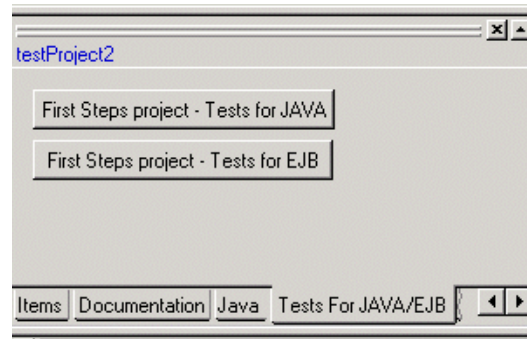 testProject2
First Steps project - Tests for JAVA
First Steps project - Tests for EJB
Items Documentation Java Tests For JAVA/EJB